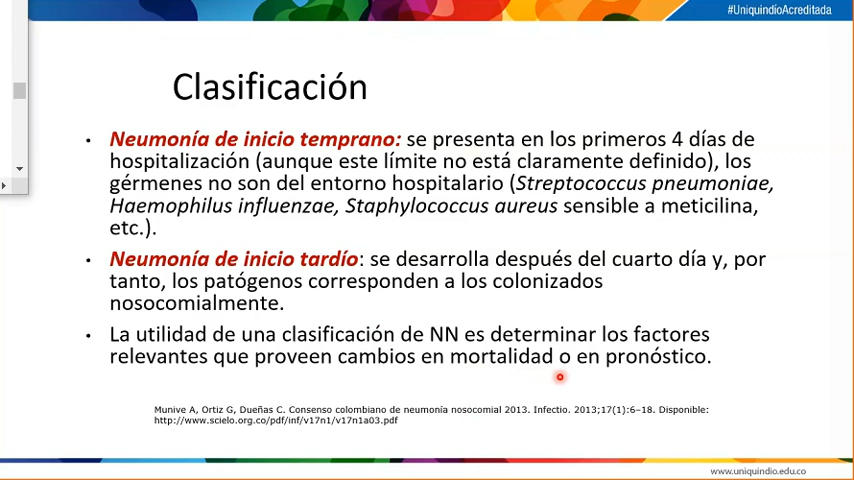 #UniquindíoAcreditada
Clasificación
• Neumonía de inicio temprano: se presenta en los primeros 4 días de
hospitalización (aunque este límite no está claramente definido), los
gérmenes no son del entorno hospitalario (Streptococcus pneumoniae,
Haemophilus influenzae, Staphylococcus aureus sensible a meticilina,
etc.).
• Neumonía de inicio tardío: se desarrolla después del cuarto día y, por
tanto, los patógenos corresponden a los colonizados
nosocomialmente.
• La utilidad de una clasificación de NN es determinar los factores
relevantes que proveen cambios en mortalidad o en pronóstico.
Munive A, Ortiz G, Dueñas C. Consenso colombiano de neumonía nosocomial 2013. Infectio. 2013;17(1):6–18. Disponible:
http://www.scielo.org.co/pdf/inf/v17n1/v17n1a03.pdf
www.uniquindio.edu.co